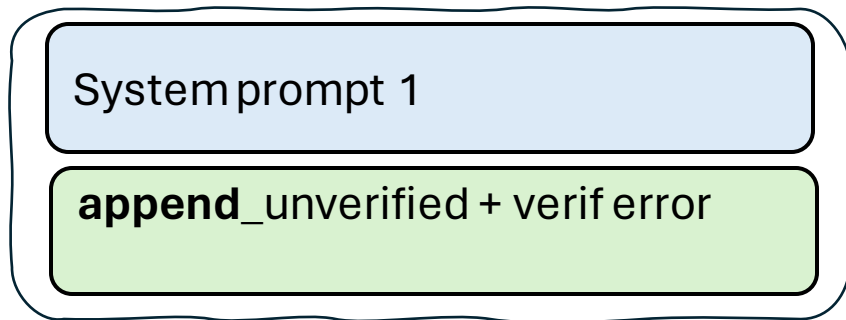 System prompt 1
append_unverified + verif error